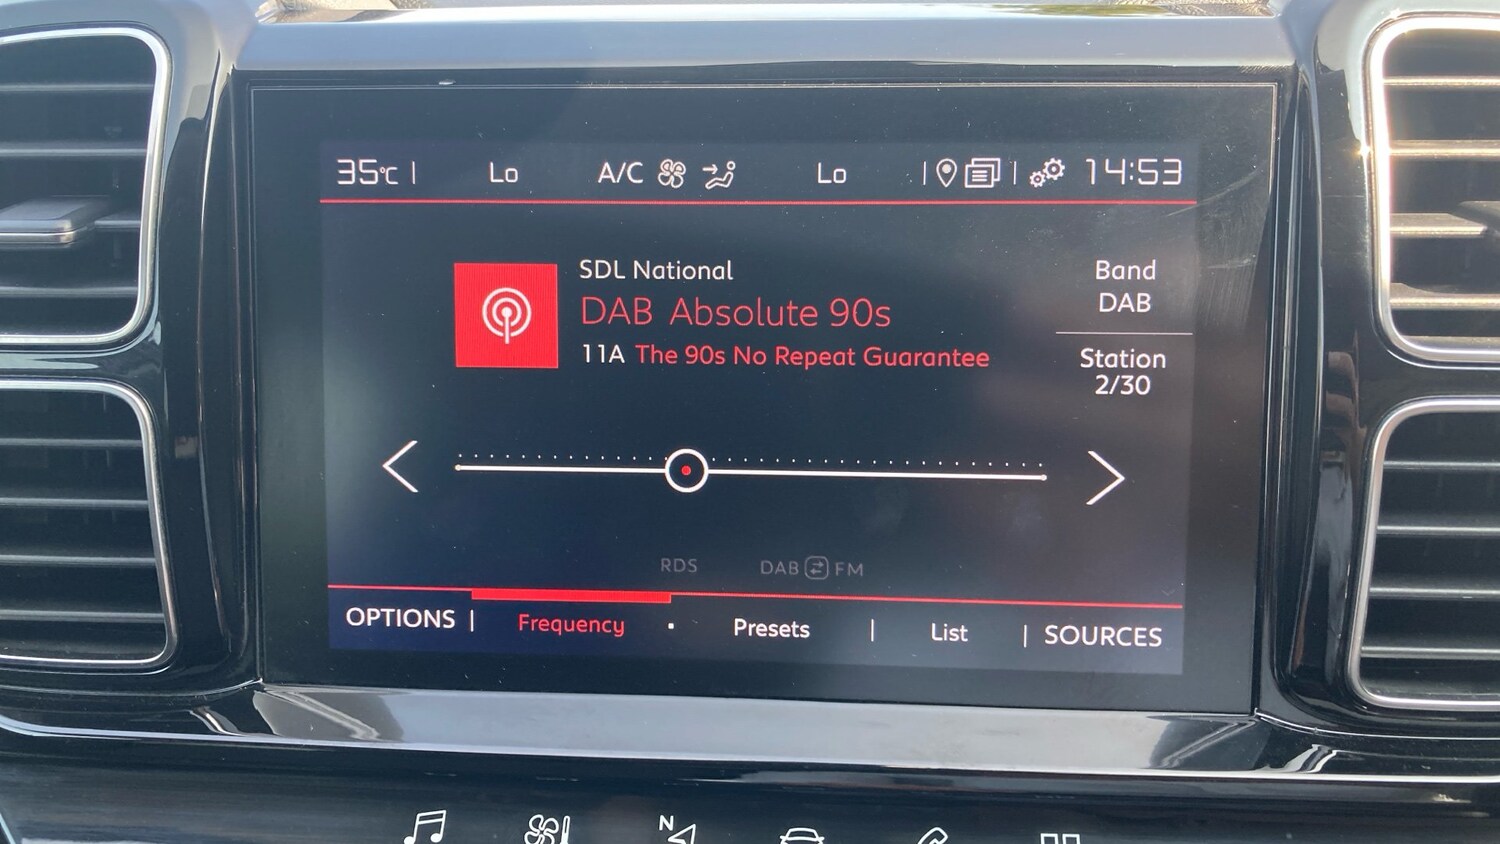 35°C | Lo A/C Lo | | 14:53
SDL National
DAB Absolute 90s
11A The 90s No Repeat Guarantee
Band
DAB
Station
2/30
RDS DAB FM
OPTIONS | Frequency · Presets | List | SOURCES
N